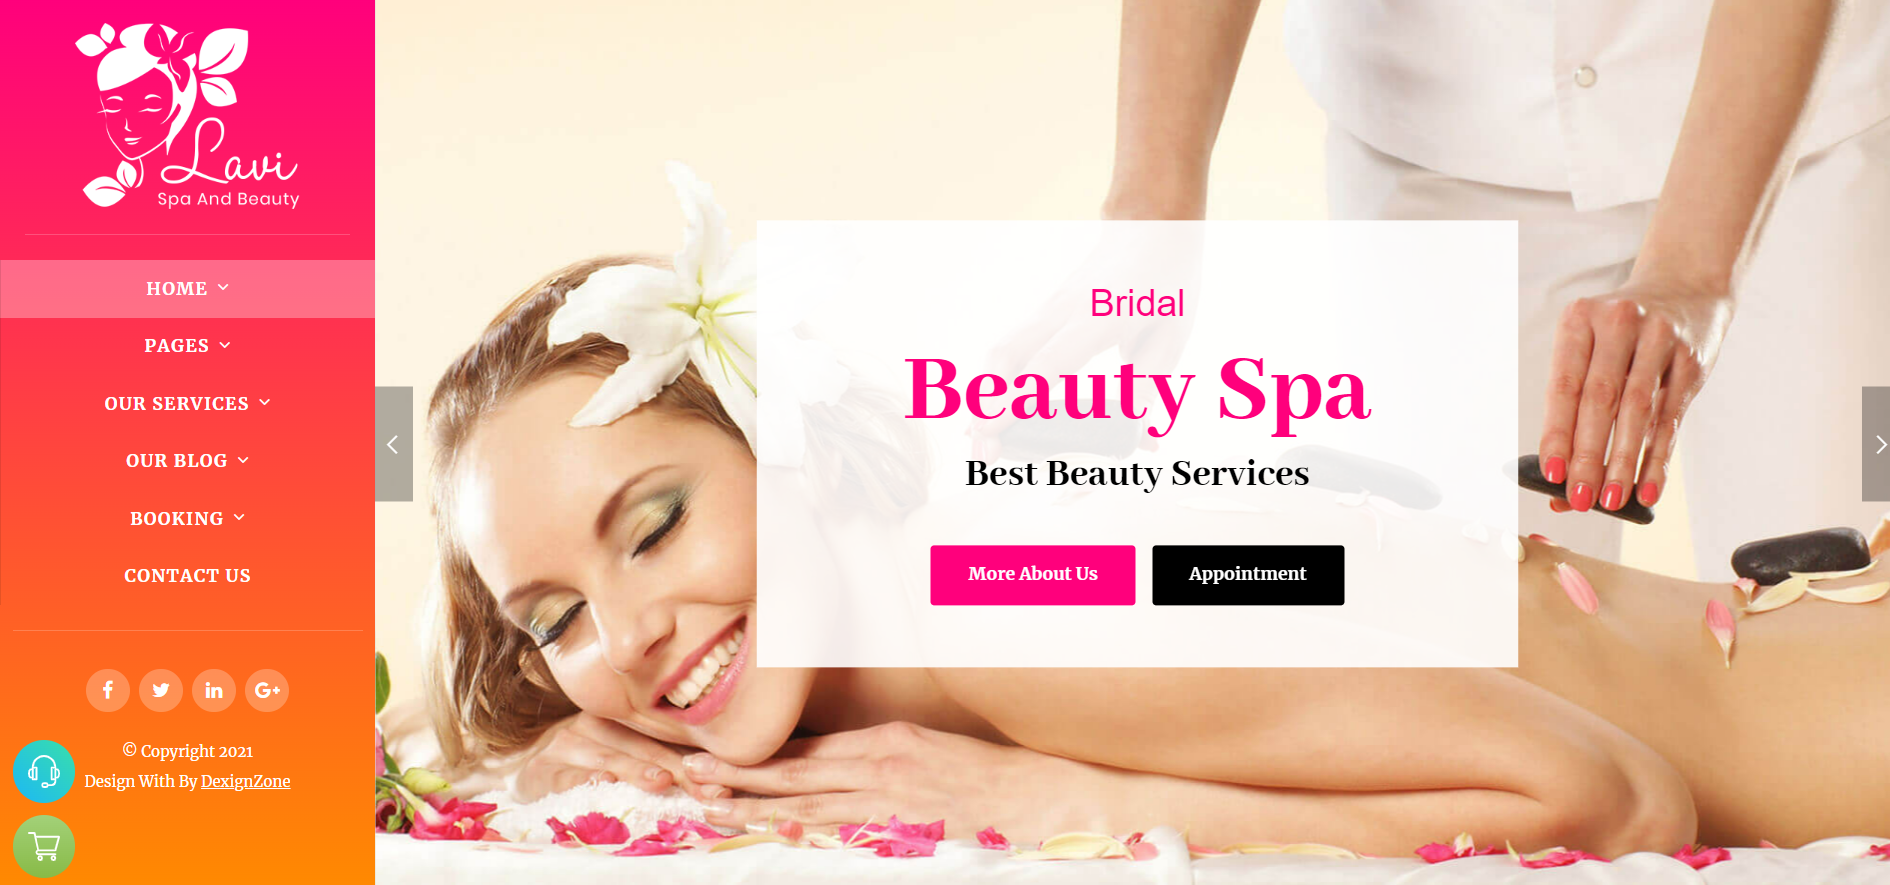 Lavi
Spa And Beauty
HOME
PAGES
OUR SERVICES
OUR BLOG
BOOKING
CONTACT US
© Copyright 2021
Design With By DexignZone
Bridal
Beauty Spa
Best Beauty Services
More About Us
Appointment